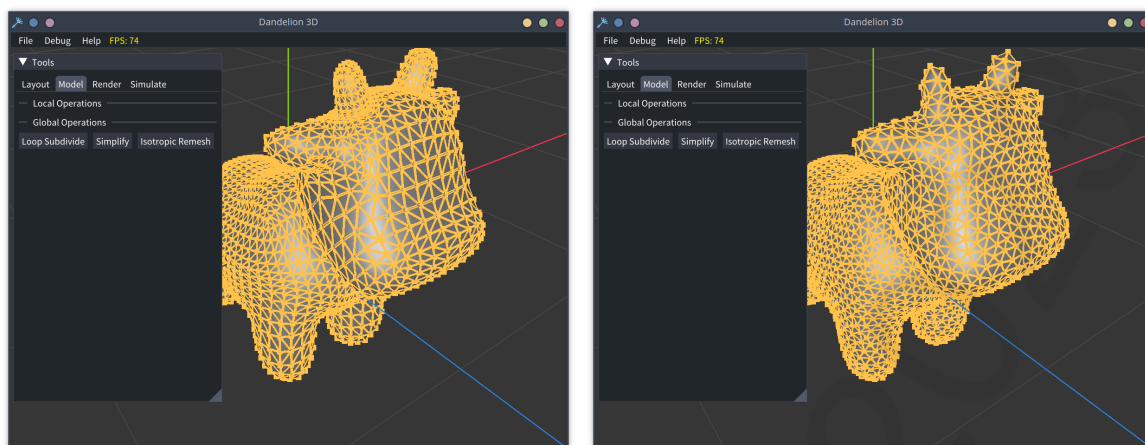 Dandelion 3D
File Debug Help FPS: 74
▼ Tools
Layout Model Render Simulate
Local Operations
Global Operations
Loop Subdivide Simplify Isotropic Remesh
Dandelion 3D
File Debug Help FPS: 74
▼ Tools
Layout Model Render Simulate
Local Operations
Global Operations
Loop Subdivide Simplify Isotropic Remesh